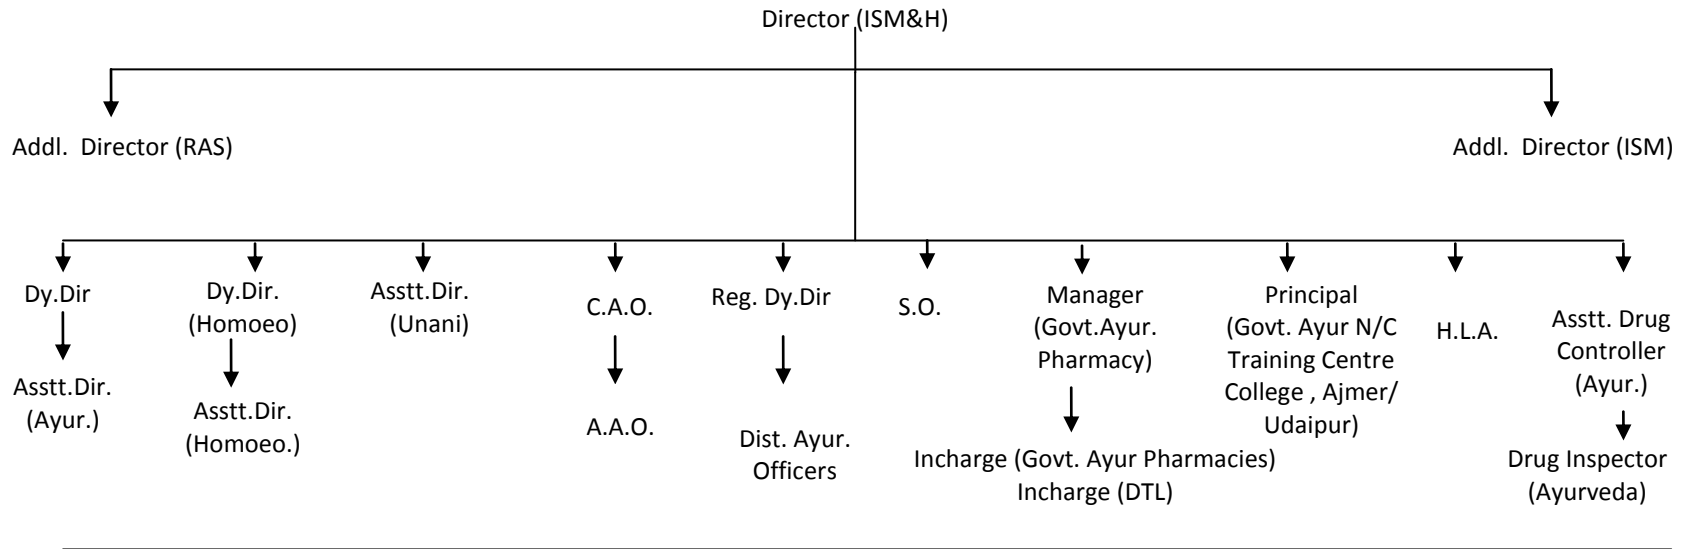 Director (ISM&H)
Addl. Director (RAS)
Addl. Director (ISM)
Dy.Dir
Asstt.Dir.
(Ayur.)
Dy.Dir.
(Homoeo)
Asstt.Dir.
(Homoeo.)
Asstt.Dir.
(Unani)
C.A.O.
A.A.O.
Reg. Dy.Dir
Dist. Ayur.
Officers
S.O.
Manager
(Govt.Ayur.
Pharmacy)
Incharge (Govt. Ayur Pharmacies)
Incharge (DTL)
Principal
(Govt. Ayur N/C
Training Centre
College , Ajmer/
Udaipur)
H.L.A.
Asstt. Drug
Controller
(Ayur.)
Drug Inspector
(Ayurveda)